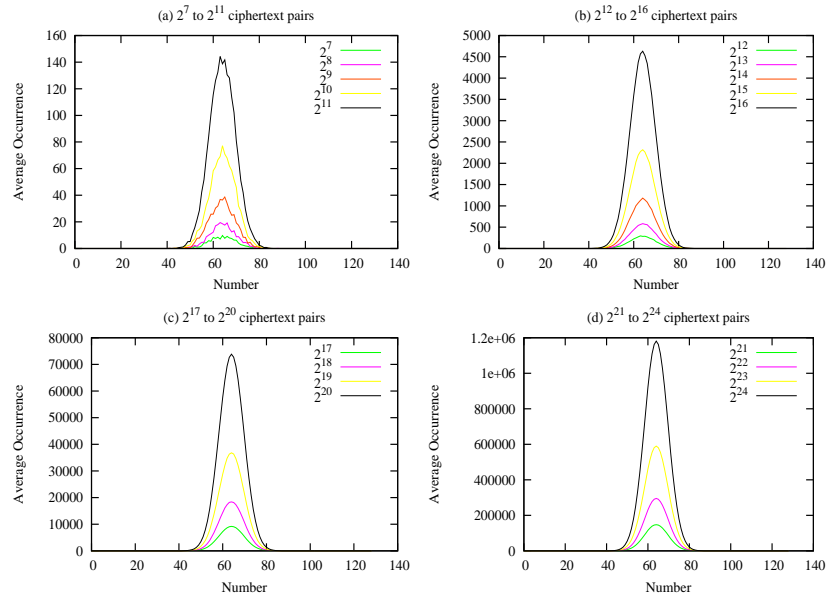 (a) 2^7 to 2^11 ciphertext pairs
160
140
120
100
80
60
40
20
0
Average Occurrence
2^7
2^8
2^9
2^10
2^11
0 20 40 60 80 100 120 140
Number
(b) 2^12 to 2^16 ciphertext pairs
5000
4500
4000
3500
3000
2500
2000
1500
1000
500
0
Average Occurrence
2^12
2^13
2^14
2^15
2^16
0 20 40 60 80 100 120 140
Number
(c) 2^17 to 2^20 ciphertext pairs
80000
70000
60000
50000
40000
30000
20000
10000
0
Average Occurrence
2^17
2^18
2^19
2^20
0 20 40 60 80 100 120 140
Number
(d) 2^21 to 2^24 ciphertext pairs
1.2e+06
1e+06
800000
600000
400000
200000
0
Average Occurrence
2^21
2^22
2^23
2^24
0 20 40 60 80 100 120 140
Number